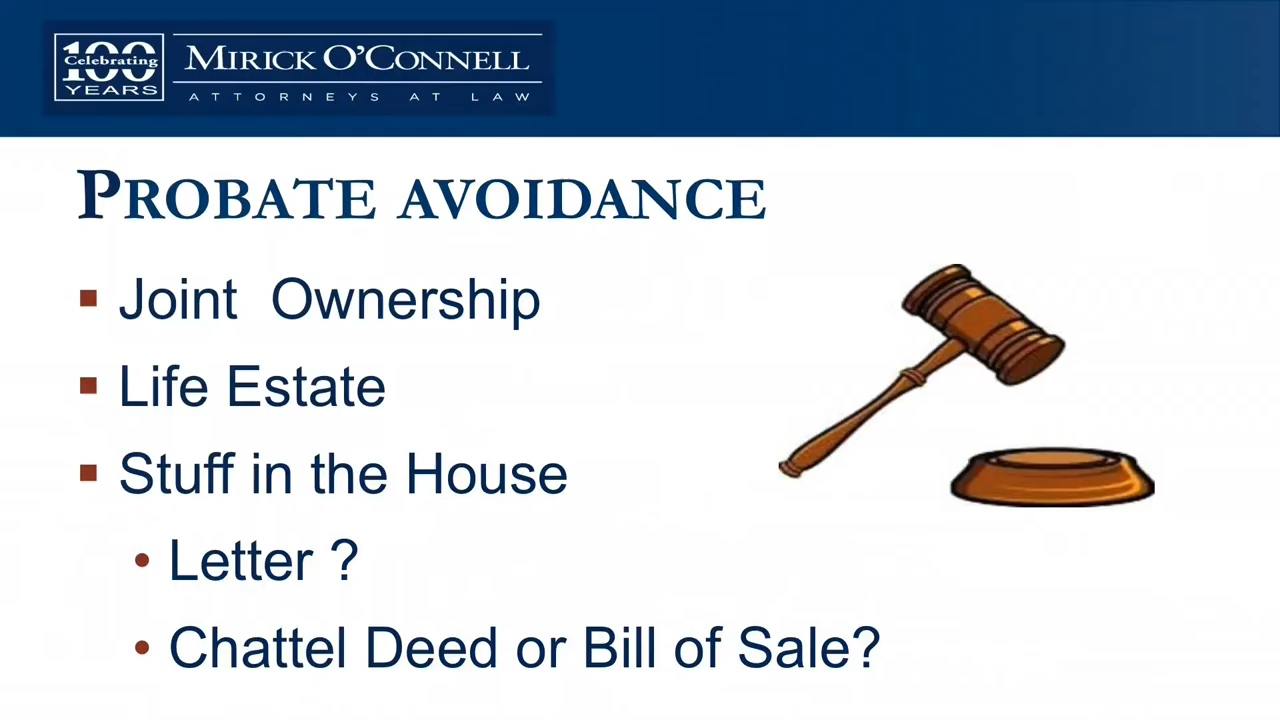 100
Celebrating
YEARS
MIRICK O'CONNELL
ATTORNEYS AT LAW
PROBATE AVOIDANCE
▪ Joint Ownership
▪ Life Estate
▪ Stuff in the House
• Letter ?
• Chattel Deed or Bill of Sale?